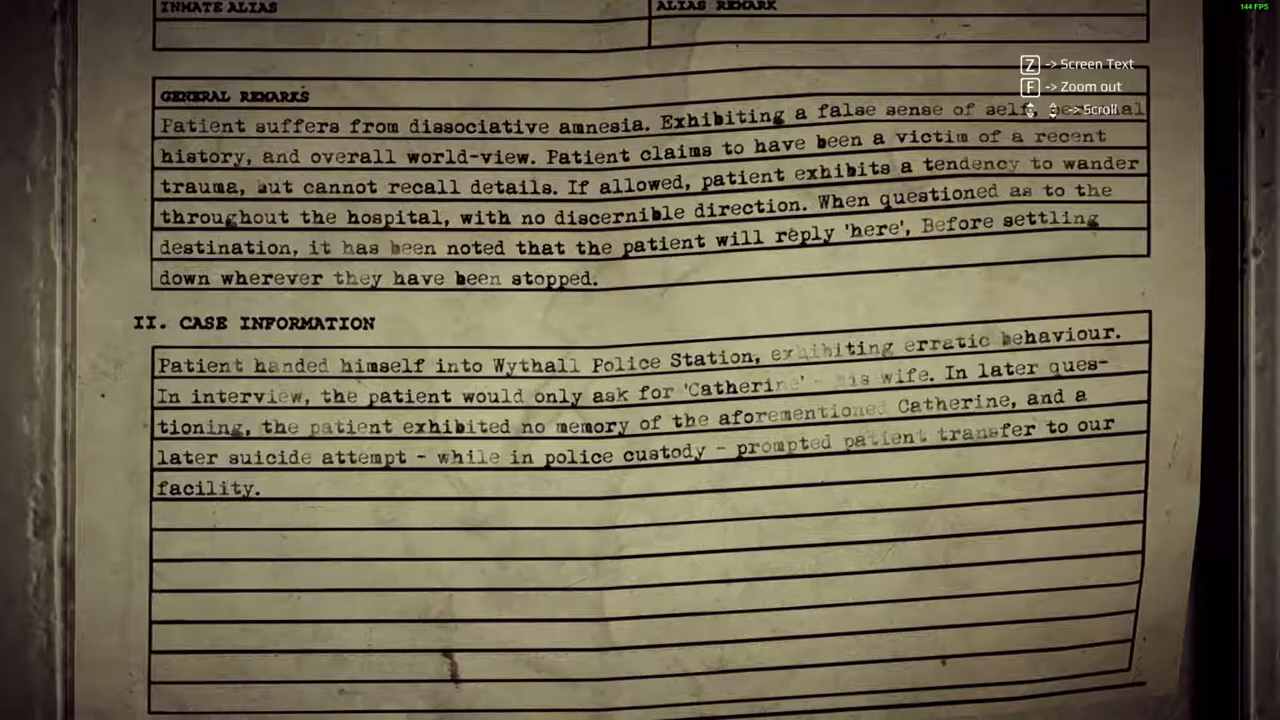 144 FPS
INMATE ALIAS
ALIAS REMARK
Z -> Screen Text
F -> Zoom out
-> Scroll
GENERAL REMARKS
Patient suffers from dissociative amnesia. Exhibiting a false sense of self,
history, and overall world-view. Patient claims to have been a victim of a recent
trauma, but cannot recall details. If allowed, patient exhibits a tendency to wander
throughout the hospital, with no discernible direction. When questioned as to the
destination, it has been noted that the patient will reply 'here', Before settling
down wherever they have been stopped.
II. CASE INFORMATION
Patient handed himself into Wythall Police Station, exhibiting erratic behaviour.
In interview, the patient would only ask for 'Catherine' - his wife. In later ques-
tioning, the patient exhibited no memory of the aforementioned Catherine, and a
later suicide attempt - while in police custody - prompted patient transfer to our
facility.